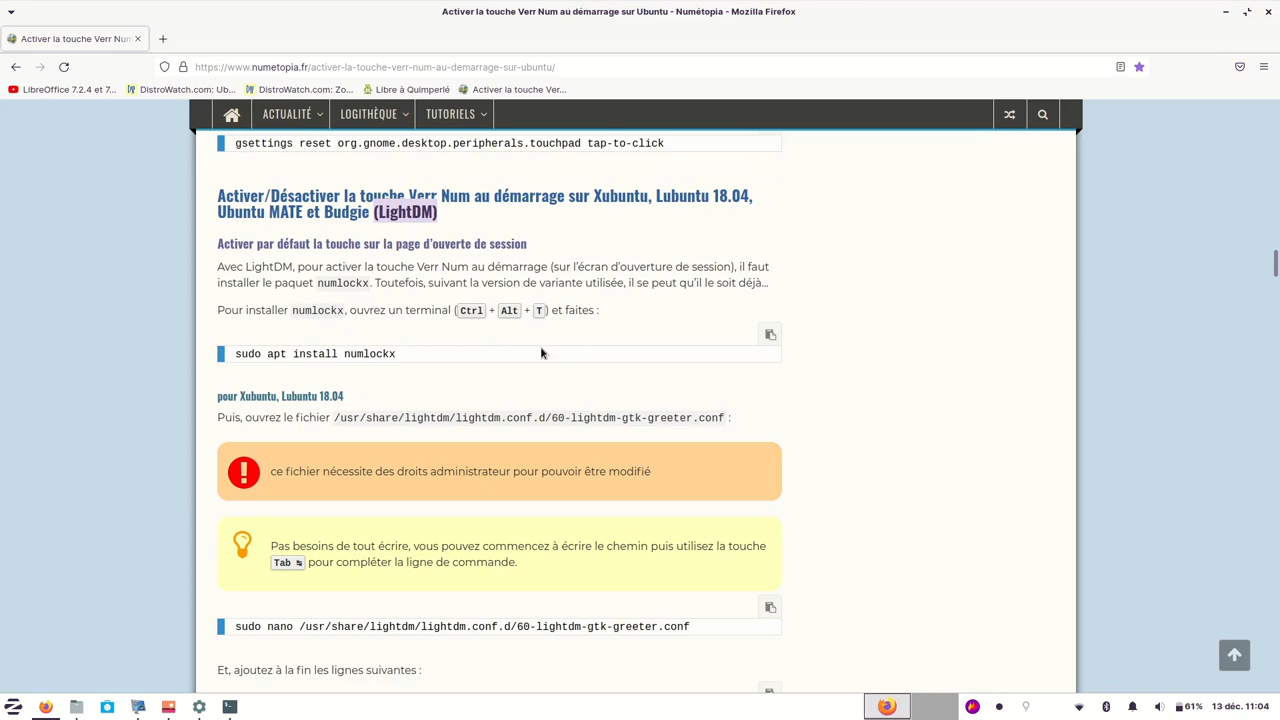 Activer la touche Verr Num au démarrage sur Ubuntu - Numétopia - Mozilla Firefox
Activer la touche Verr Num
https://www.numetopia.fr/activer-la-touche-verr-num-au-demarrage-sur-ubuntu/
LibreOffice 7.2.4 et 7... DistroWatch.com: Ub... DistroWatch.com: Zo... Libre à Quimperlé Activer la touche Ver...
ACTUALITÉ LOGITHÈQUE TUTORIELS
gsettings reset org.gnome.desktop.peripherals.touchpad tap-to-click
Activer/Désactiver la touche Verr Num au démarrage sur Xubuntu, Lubuntu 18.04,
Ubuntu MATE et Budgie (LightDM)
Activer par défaut la touche sur la page d'ouverte de session
Avec LightDM, pour activer la touche Verr Num au démarrage (sur l'écran d'ouverture de session), il faut
installer le paquet numlockx. Toutefois, suivant la version de variante utilisée, il se peut qu'il le soit déjà...
Pour installer numlockx, ouvrez un terminal (Ctrl + Alt + T) et faites :
sudo apt install numlockx
pour Xubuntu, Lubuntu 18.04
Puis, ouvrez le fichier /usr/share/lightdm/lightdm.conf.d/60-lightdm-gtk-greeter.conf :
ce fichier nécessite des droits administrateur pour pouvoir être modifié
Pas besoins de tout écrire, vous pouvez commencez à écrire le chemin puis utilisez la touche
Tab ↹ pour compléter la ligne de commande.
sudo nano /usr/share/lightdm/lightdm.conf.d/60-lightdm-gtk-greeter.conf
Et, ajoutez à la fin les lignes suivantes :
61% 13 déc. 11:04